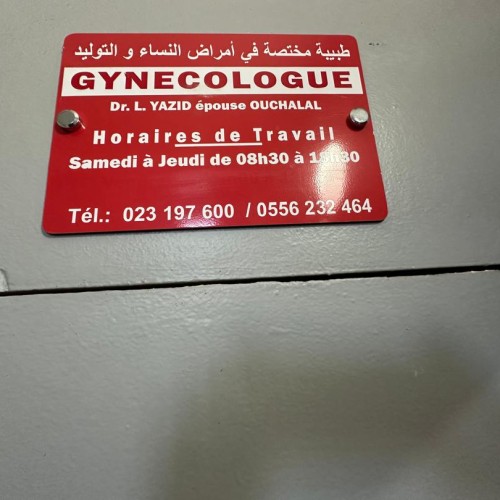 طبيبة مختصة في أمراض النساء و التوليد
GYNECOLOGUE
Dr. L. YAZID épouse OUCHALAL
Horaires de Travail
Samedi à Jeudi de 08h30 à
Tél.: 023 197 600 / 0556 232 464